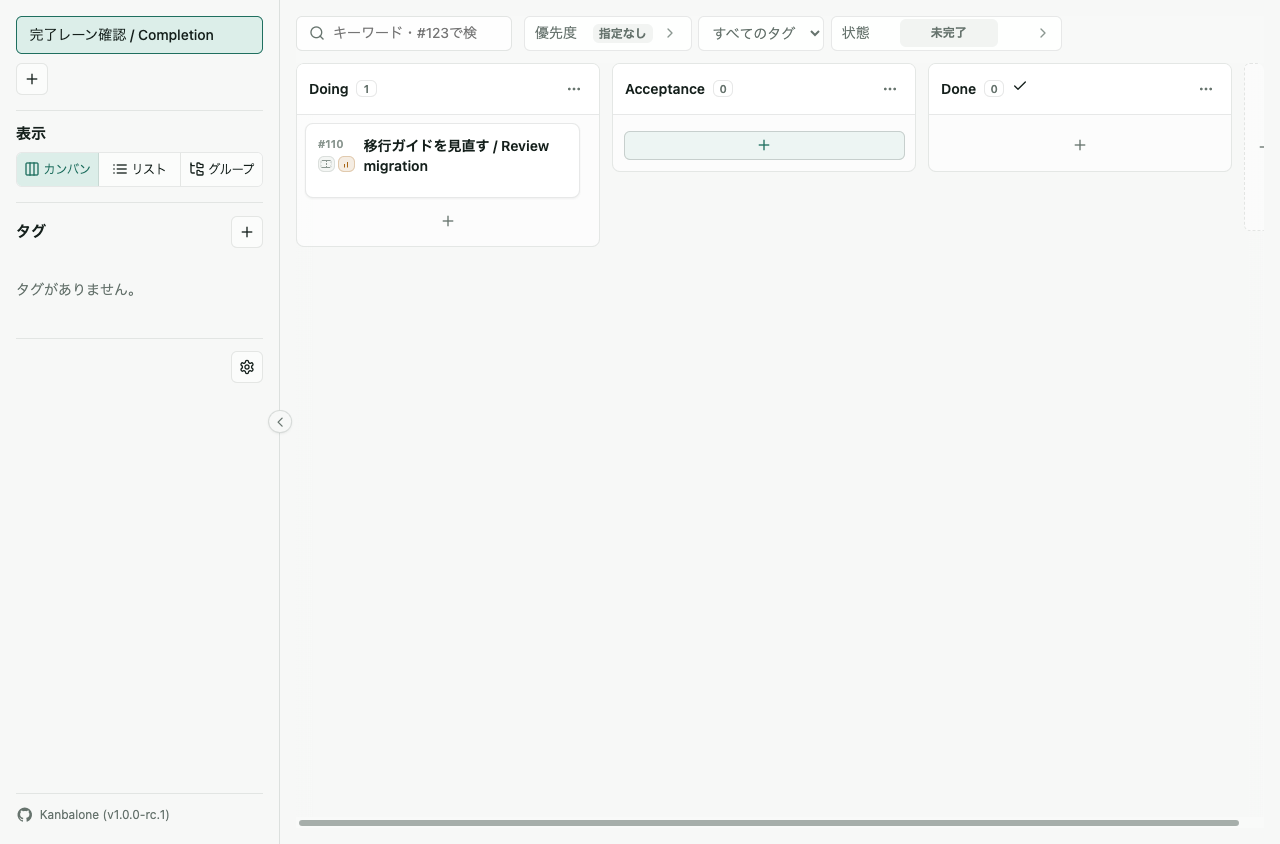 完了レーン確認 / Completion
表示
カンバン
リスト
グループ
タグ
タグがありません。
Kanbalone (v1.0.0-rc.1)
キーワード・#123で検
優先度 指定なし
すべてのタグ
状態 未完了
Doing 1
#110 移行ガイドを見直す / Review
migration
Acceptance 0
Done 0